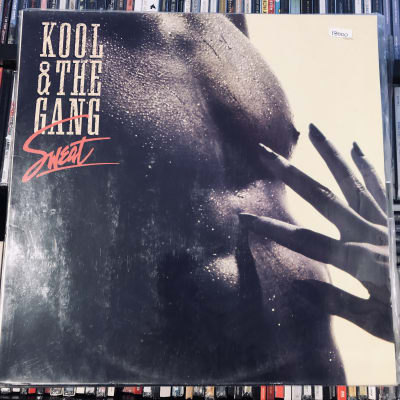 KOOL
& THE
GANG
Sweat